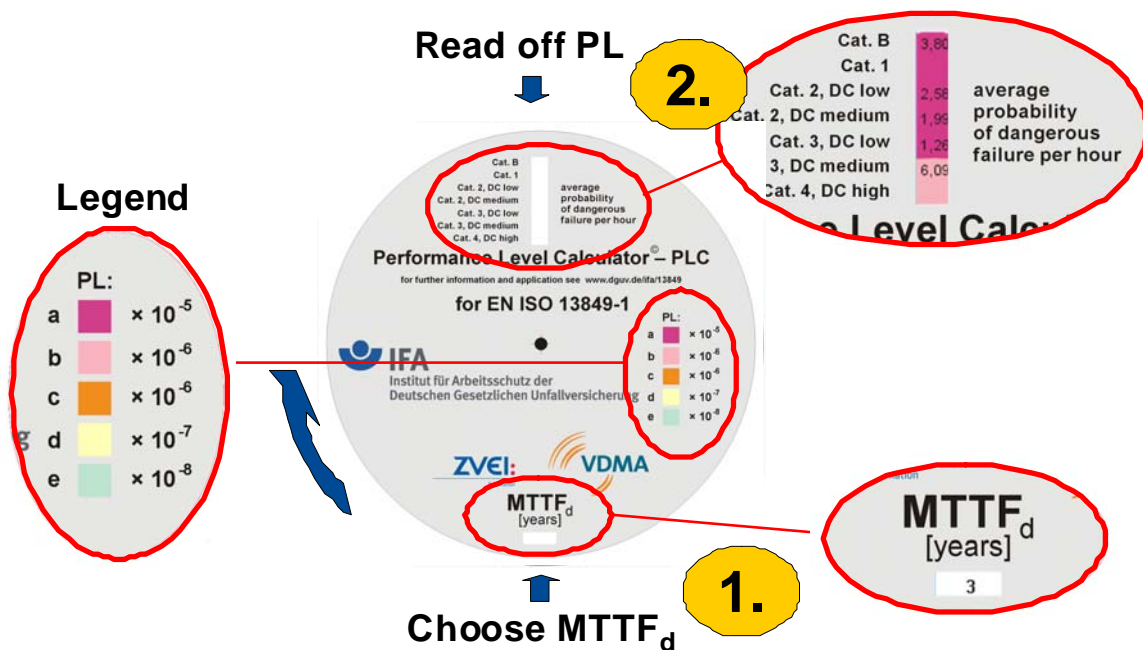 Read off PL
2.
Cat. B 3,80
Cat. 1
Cat. 2, DC low 2,58
Cat. 2, DC medium 1,99
Cat. 3, DC low 1,26
3, DC medium 6,09
Cat. 4, DC high
average
probability
of dangerous
failure per hour
e Level Calcu
Legend
PL:
a × 10⁻⁵
b × 10⁻⁶
c × 10⁻⁶
g d × 10⁻⁷
e × 10⁻⁸
Cat. B
Cat. 1
Cat. 2, DC low
Cat. 2, DC medium
Cat. 3, DC low
Cat. 3, DC medium
Cat. 4, DC high
average
probability
of dangerous
failure per hour
Performance Level Calculator© – PLC
for further information and application see www.dguv.de/ifa/13849
for EN ISO 13849-1
PL:
a × 10⁻⁵
b × 10⁻⁶
c × 10⁻⁶
d × 10⁻⁷
e × 10⁻⁸
IFA
Institut für Arbeitsschutz der
Deutschen Gesetzlichen Unfallversicherung
ZVEI:
VDMA
MTTFd
[years]
MTTFd
[years]
3
1.
Choose MTTFd